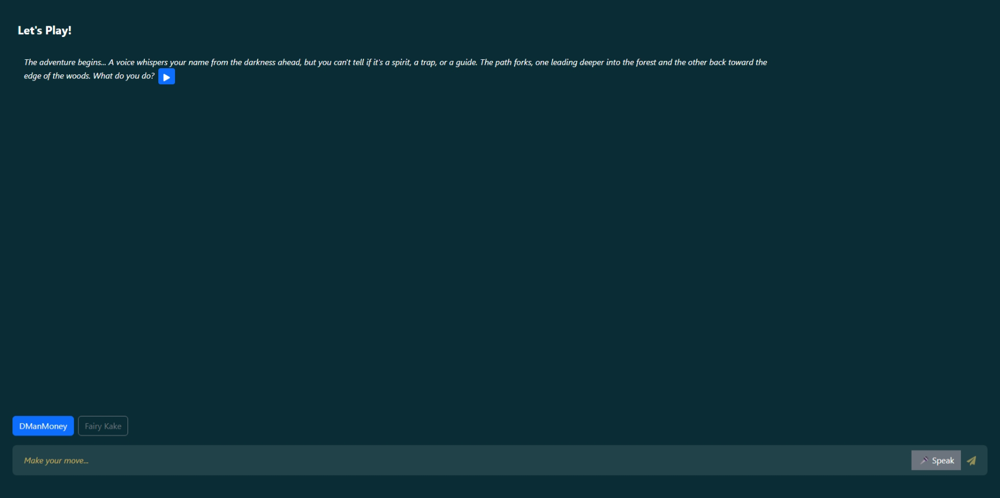 Let's Play!
The adventure begins... A voice whispers your name from the darkness ahead, but you can't tell if it's a spirit, a trap, or a guide. The path forks, one leading deeper into the forest and the other back toward the
edge of the woods. What do you do?
DManMoney Fairy Kake
Make your move... Speak